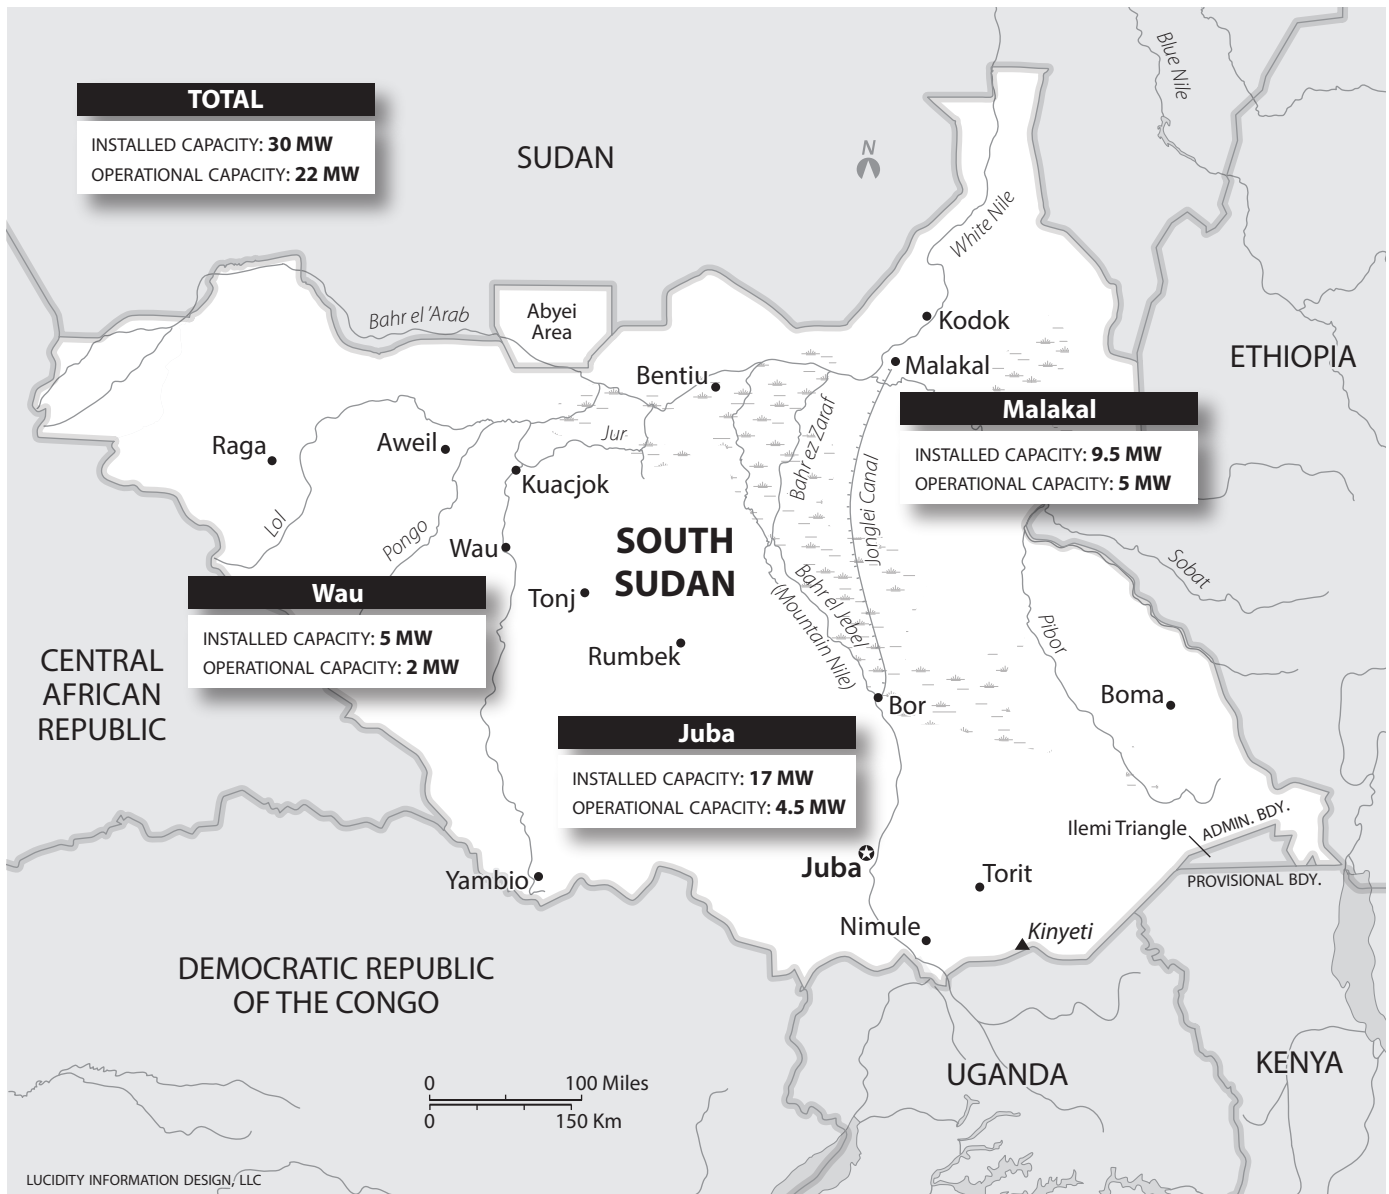 TOTAL
INSTALLED CAPACITY: 30 MW
OPERATIONAL CAPACITY: 22 MW
SUDAN
N
Blue Nile
White Nile
Bahr el 'Arab
Abyei
Area
Kodok
Malakal
ETHIOPIA
Bentiu
Malakal
INSTALLED CAPACITY: 9.5 MW
OPERATIONAL CAPACITY: 5 MW
Raga
Aweil
Jur
Bahr ez Zaraf
Kuacjok
Jonglei Canal
Lol
Pongo
Wau
SOUTH
SUDAN
Sobat
Tonj
Bahr el Jebel
(Mountain Nile)
Wau
INSTALLED CAPACITY: 5 MW
OPERATIONAL CAPACITY: 2 MW
Rumbek
Pibor
CENTRAL
AFRICAN
REPUBLIC
Boma
Bor
Juba
INSTALLED CAPACITY: 17 MW
OPERATIONAL CAPACITY: 4.5 MW
Ilemi Triangle
ADMIN. BDY.
Juba
Torit
PROVISIONAL BDY.
Yambio
Nimule
Kinyeti
DEMOCRATIC REPUBLIC
OF THE CONGO
UGANDA
KENYA
0 100 Miles
0 150 Km
LUCIDITY INFORMATION DESIGN, LLC